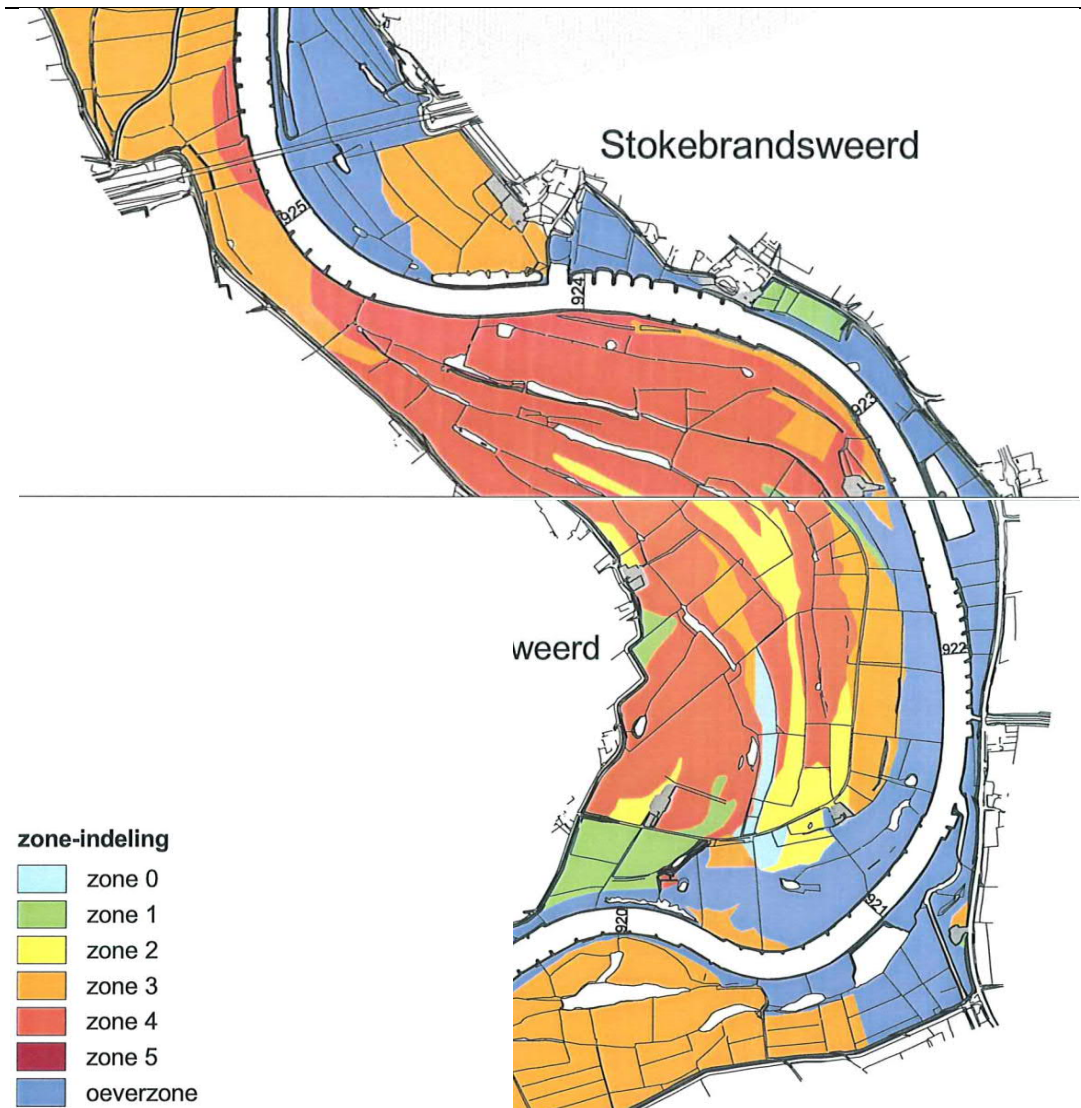 Stokebrandsweerd
925
924
923
922
weerd
921
920
zone-indeling
zone 0
zone 1
zone 2
zone 3
zone 4
zone 5
oeverzone